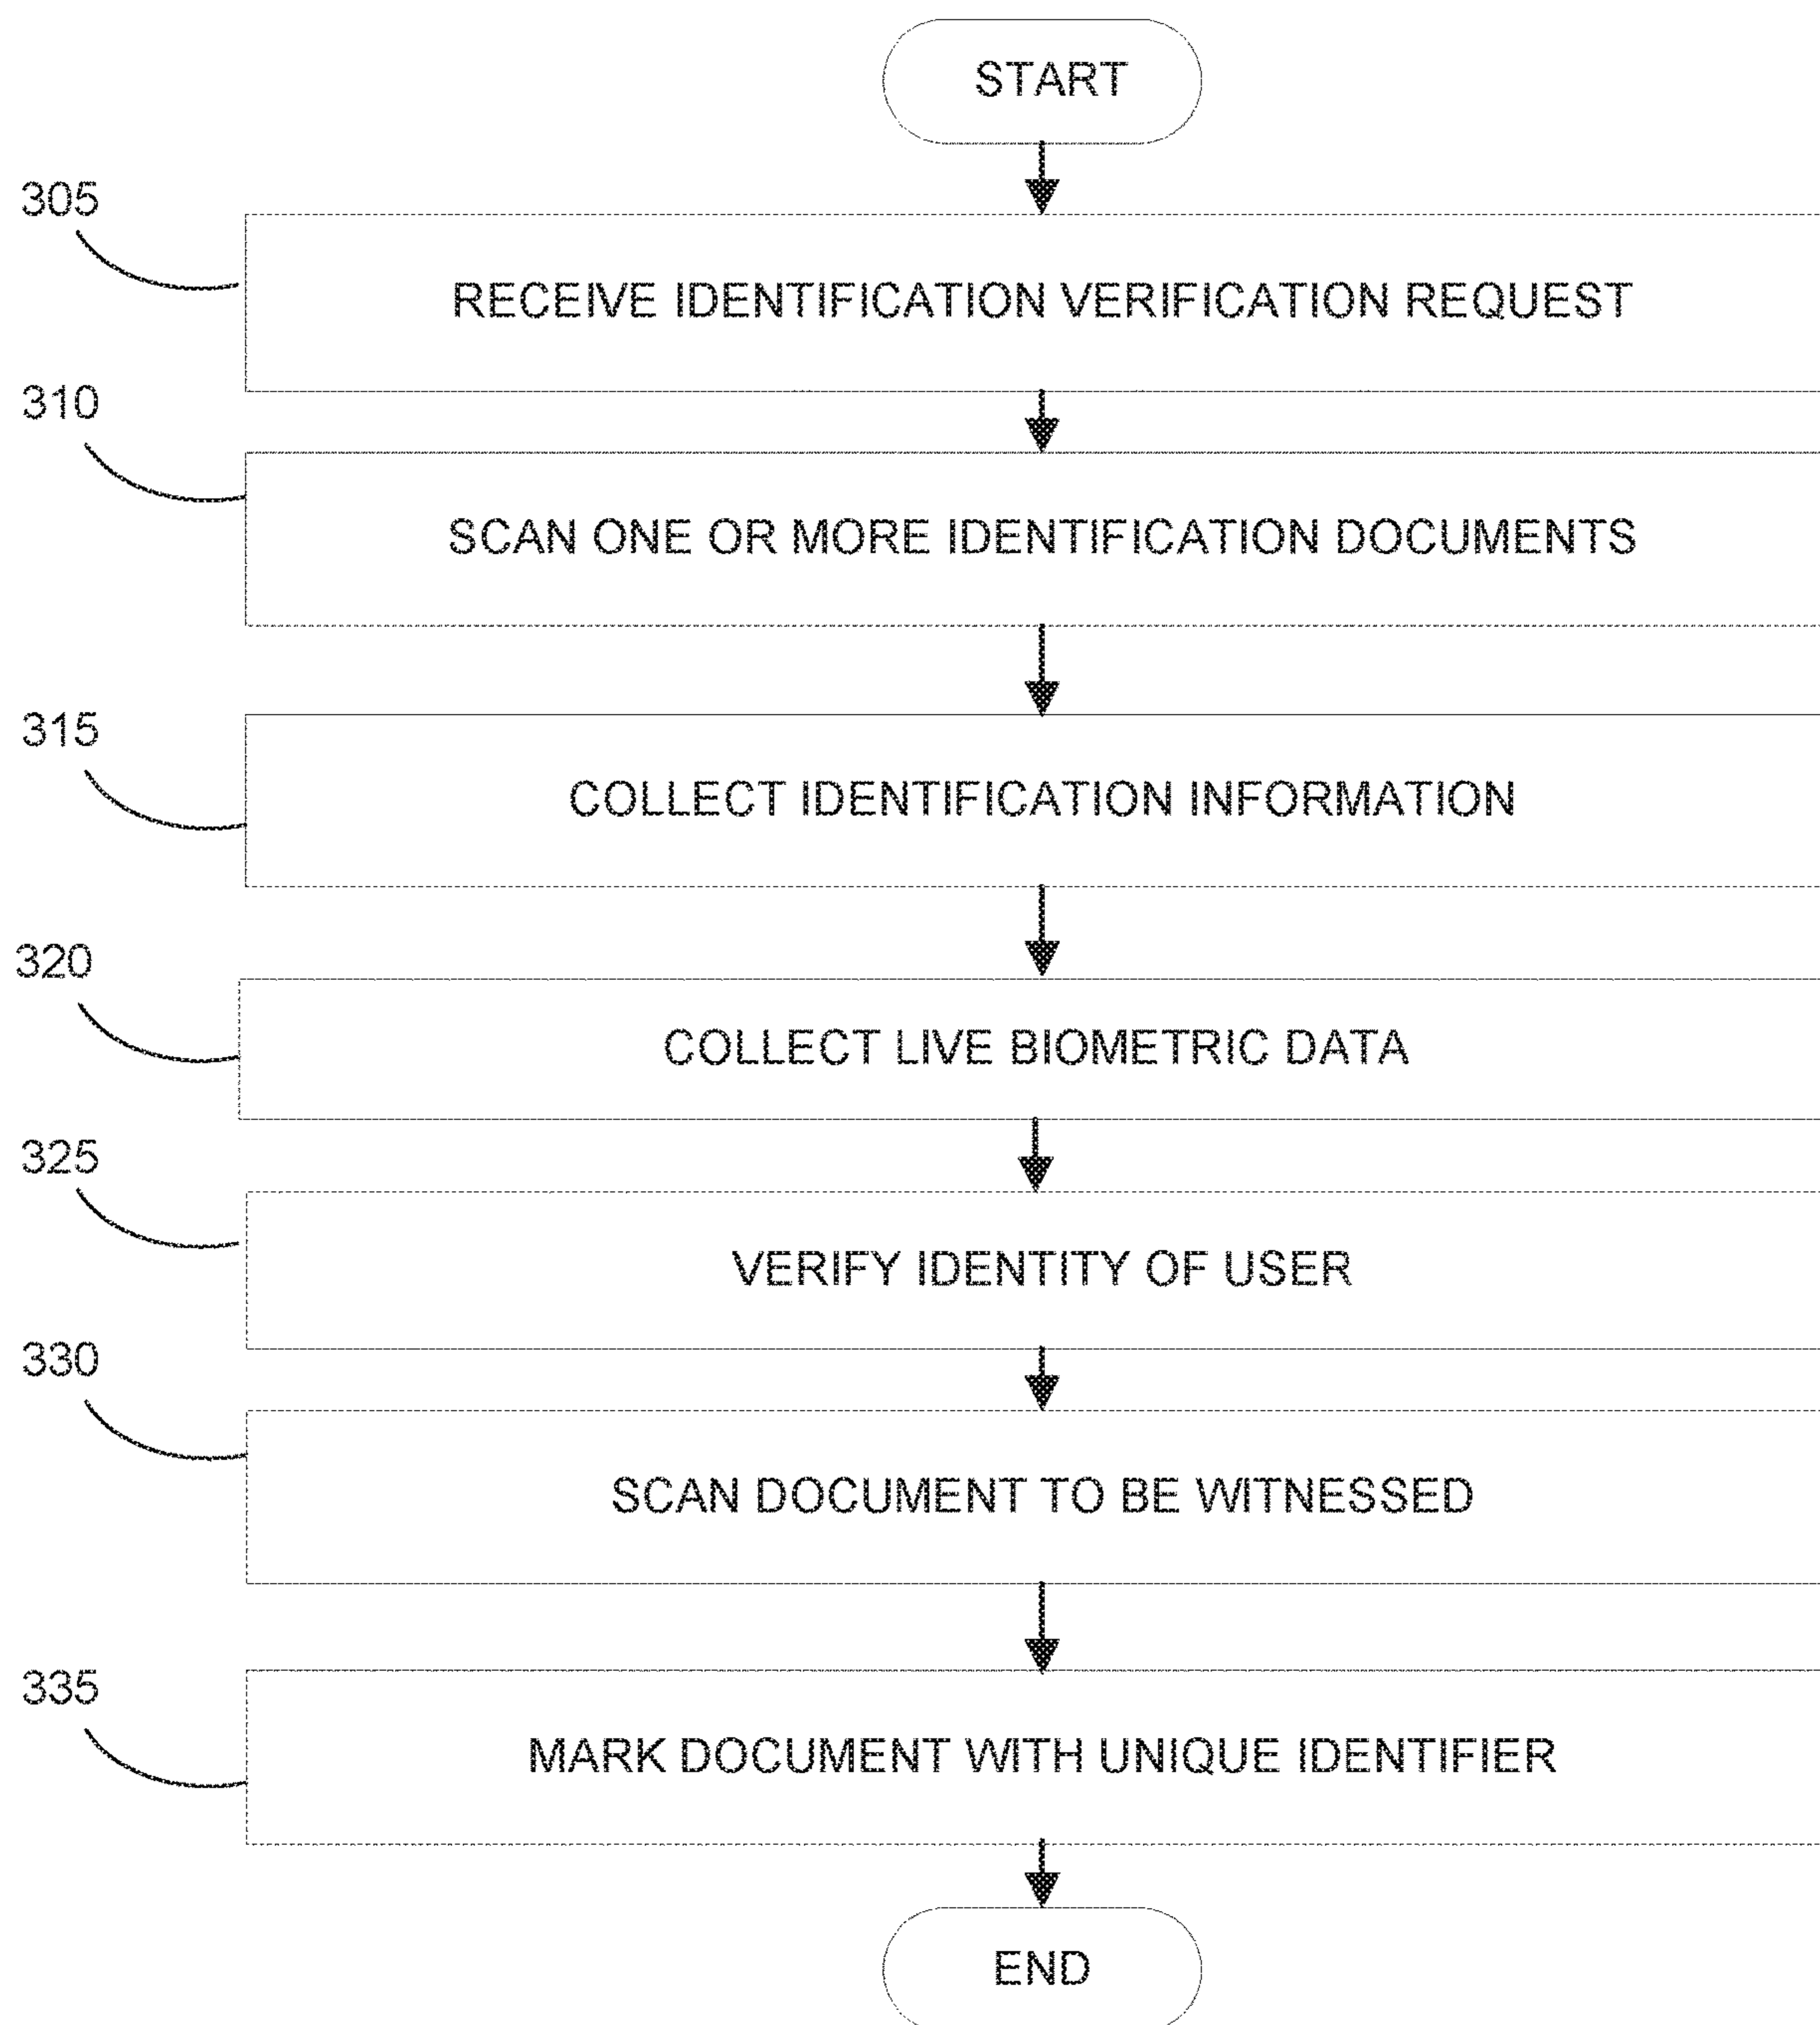 START
305
RECEIVE IDENTIFICATION VERIFICATION REQUEST
310
SCAN ONE OR MORE IDENTIFICATION DOCUMENTS
315
COLLECT IDENTIFICATION INFORMATION
320
COLLECT LIVE BIOMETRIC DATA
325
VERIFY IDENTITY OF USER
330
SCAN DOCUMENT TO BE WITNESSED
335
MARK DOCUMENT WITH UNIQUE IDENTIFIER
END